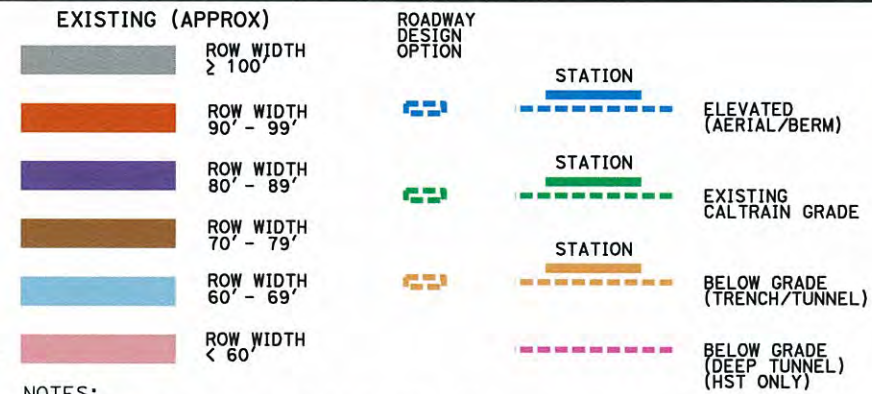 EXISTING (APPROX)
ROW WIDTH
≥ 100'
ROW WIDTH
90' - 99'
ROW WIDTH
80' - 89'
ROW WIDTH
70' - 79'
ROW WIDTH
60' - 69'
ROW WIDTH
< 60'
NOTES:
ROADWAY
DESIGN
OPTION
STATION
ELEVATED
(AERIAL/BERM)
STATION
EXISTING
CALTRAIN GRADE
STATION
BELOW GRADE
(TRENCH/TUNNEL)
BELOW GRADE
(DEEP TUNNEL)
(HST ONLY)